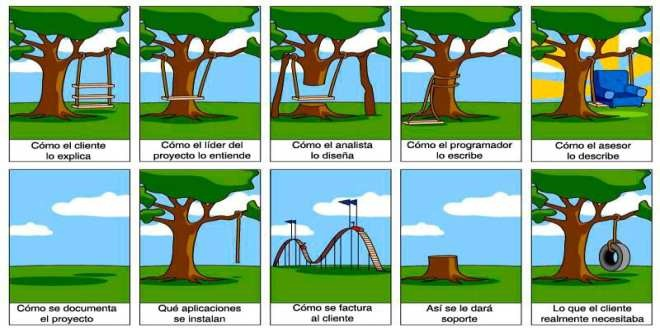 Cómo el cliente
lo explica
Cómo el líder del
proyecto lo entiende
Cómo el analista
lo diseña
Cómo el programador
lo escribe
Cómo el asesor
lo describe
Cómo se documenta
el proyecto
Qué aplicaciones
se instalan
Cómo se factura
al cliente
Así se le dará
soporte
Lo que el cliente
realmente necesitaba